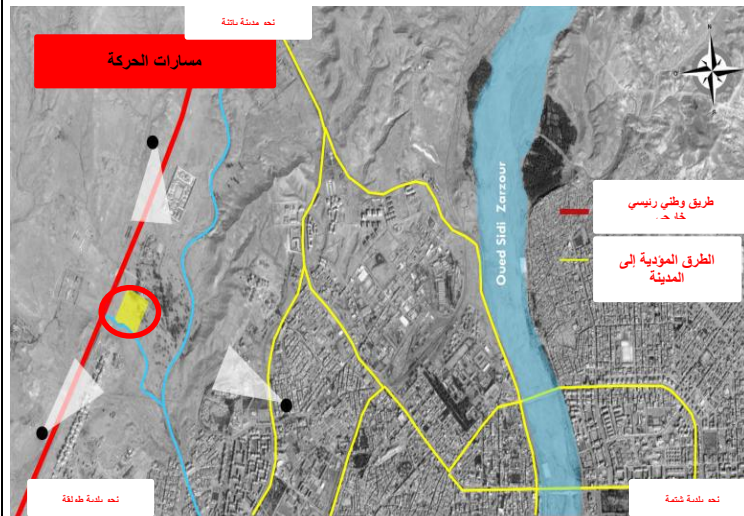 نحو مدينة باتنة
مسارات الحركة
N
Oued Sidi Zarzour
طريق وطني رئيسي
خارجي
الطرق المؤدية إلى
المدينة
نحو بلدية طولقة
نحو بلدية شتمة